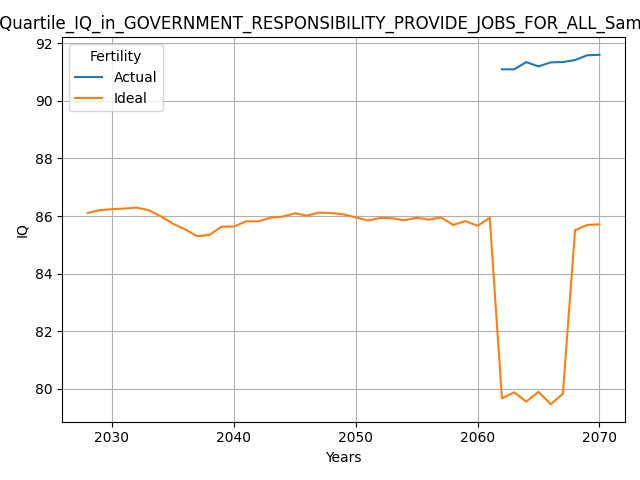 Quartile_IQ_in_GOVERNMENT_RESPONSIBILITY_PROVIDE_JOBS_FOR_ALL_Sam
Fertility
Actual
Ideal
92
90
88
86
84
82
80
IQ
2030 2040 2050 2060 2070
Years